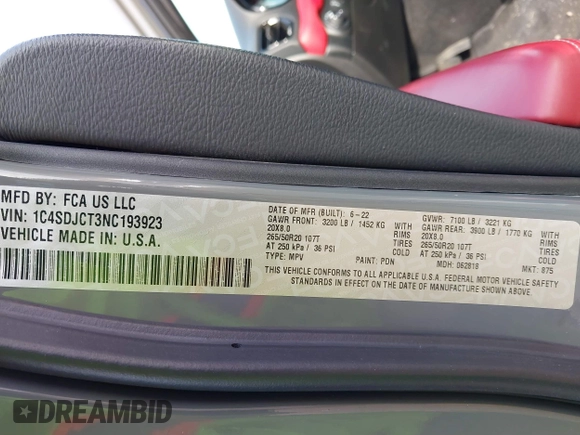 MFD BY: FCA US LLC
VIN: 1C4SDJCT3NC193923
VEHICLE MADE IN: U.S.A.
DATE OF MFR (BUILT): 6-22 GVWR: 7100 LB / 3221 KG
GAWR FRONT: 3200 LB / 1452 KG WITH GAWR REAR: 3900 LB / 1770 KG WITH
20X8.0 RIMS 20X8.0 RIMS
265/50R20 107T TIRES 265/50R20 107T TIRES
AT 250 kPa / 36 PSI COLD AT 250 kPa / 36 PSI COLD
TYPE: MPV PAINT: PDN MDH: 062818 MKT: 875
THIS VEHICLE CONFORMS TO ALL APPLICABLE U.S.A. FEDERAL MOTOR VEHICLE SAFETY
STANDARDS IN EFFECT ON THE DATE OF MANUFACTURE SHOWN ABOVE
DREAMBID